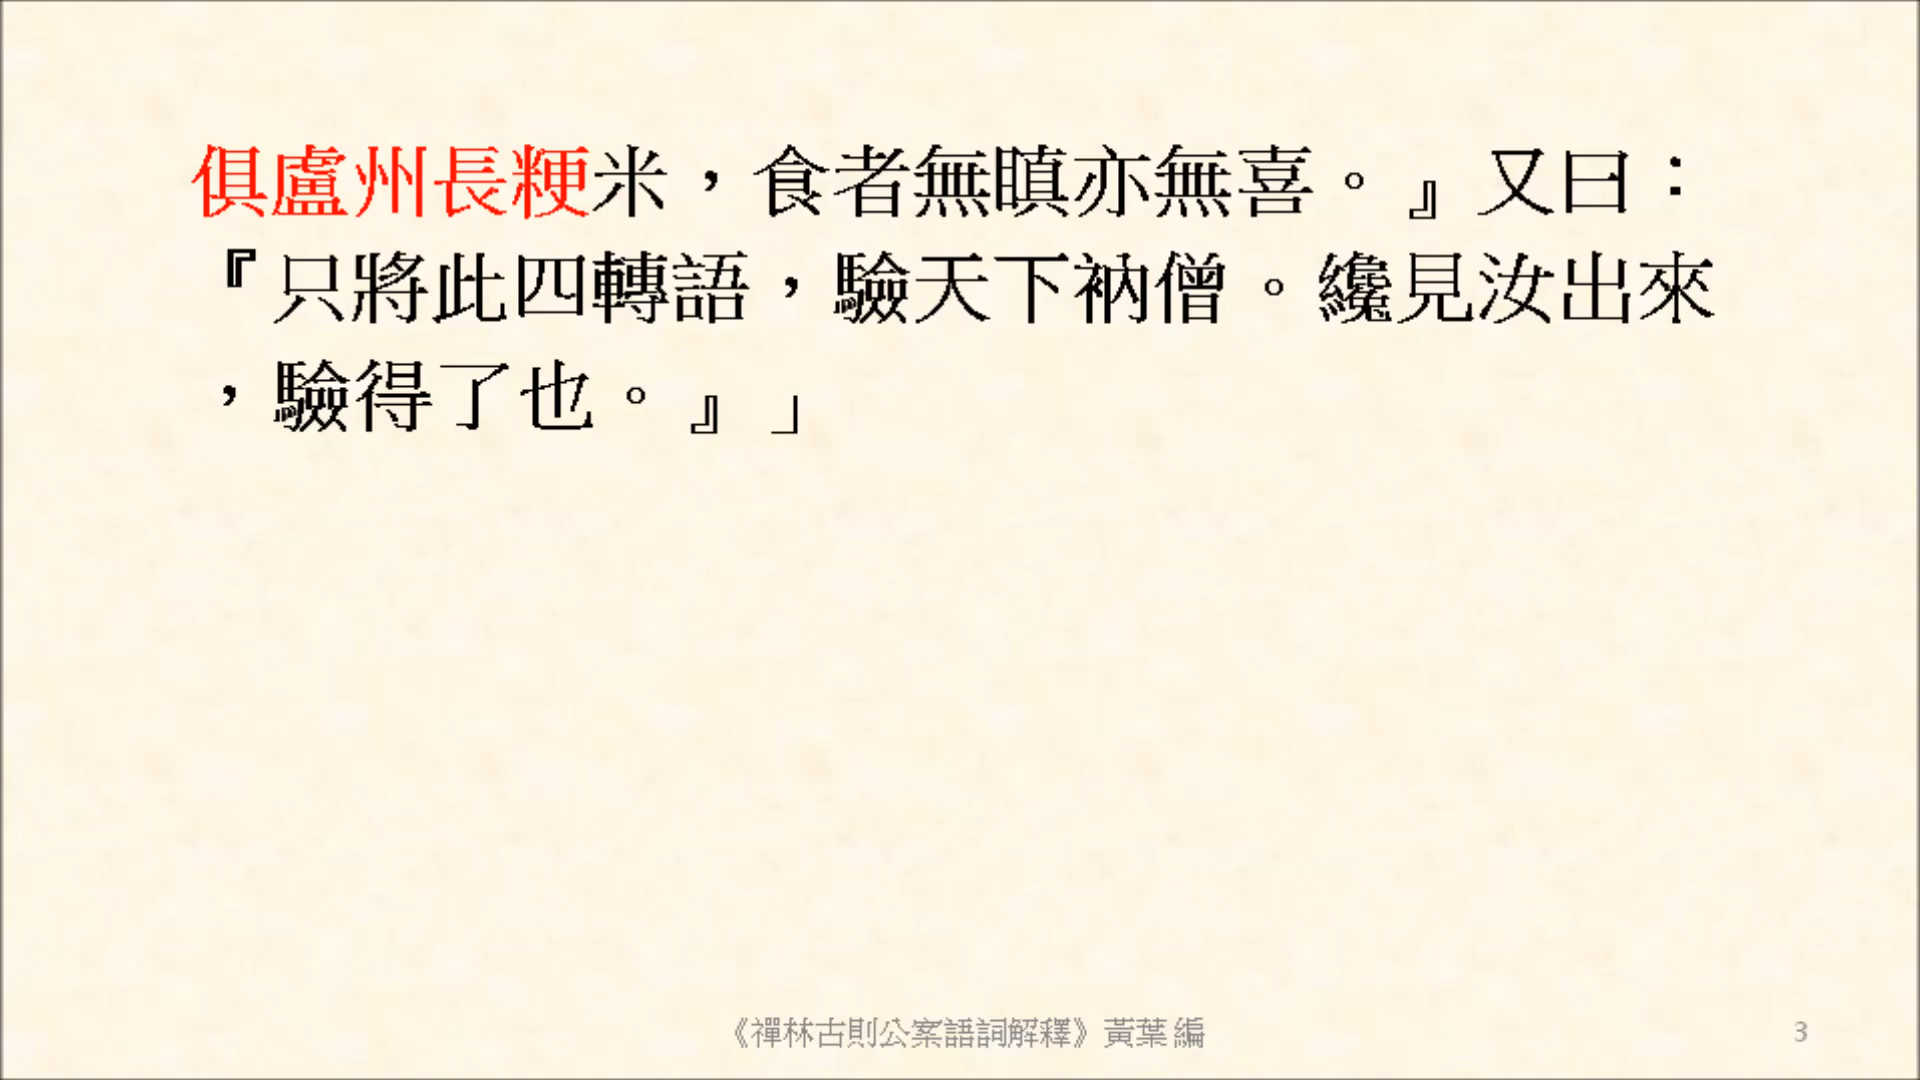 俱盧州長粳米，食者無瞋亦無喜。』又曰：
『只將此四轉語，驗天下衲僧。纔見汝出來
，驗得了也。』」
《禪林古則公案語詞解釋》黃葉 編
3